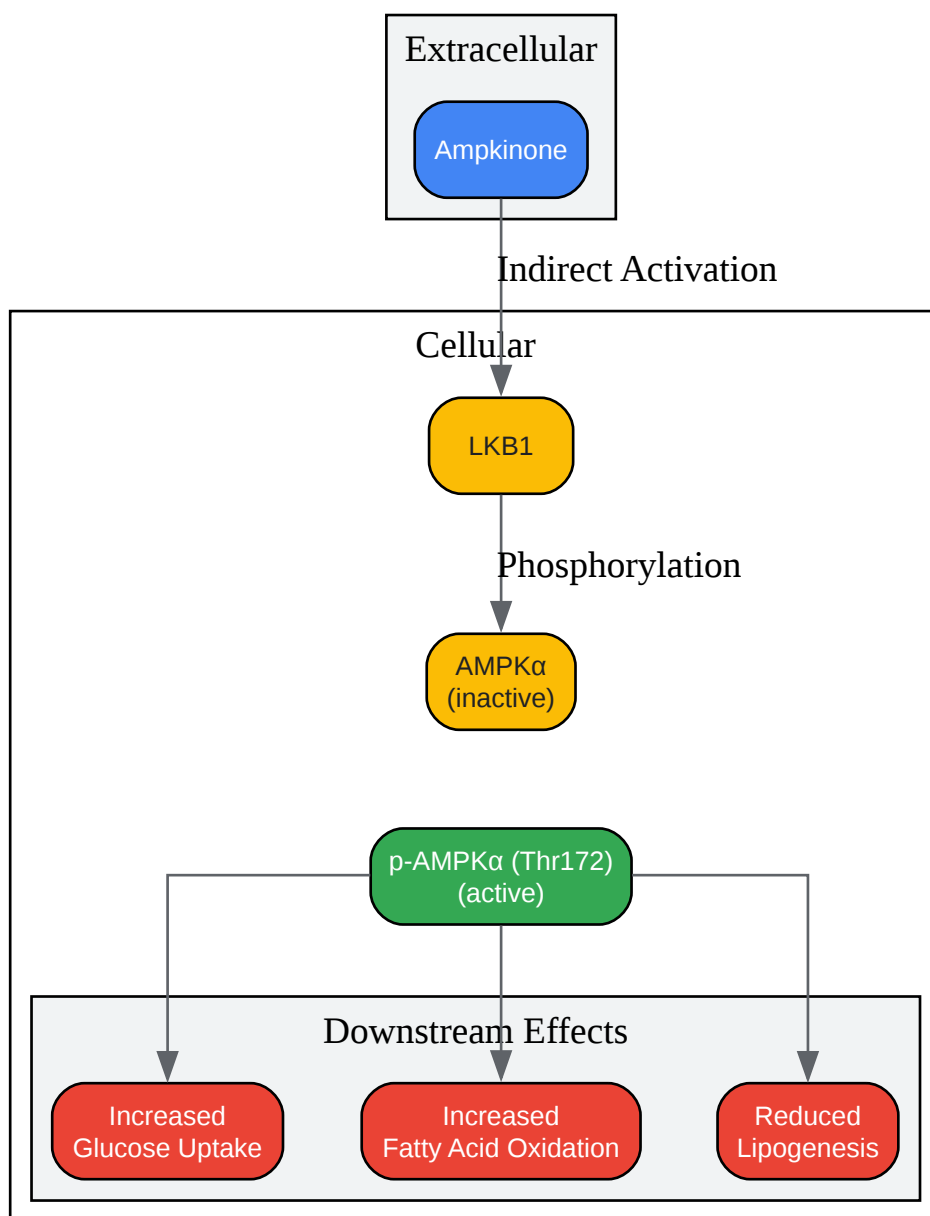 Extracellular
Ampkinone
Indirect Activation
Cellular
LKB1
Phosphorylation
AMPKα
(inactive)
p-AMPKα (Thr172)
(active)
Downstream Effects
Increased
Glucose Uptake
Increased
Fatty Acid Oxidation
Reduced
Lipogenesis